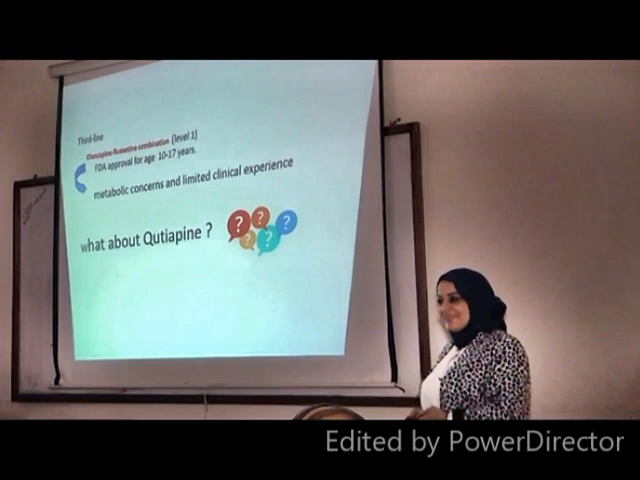 Third-line
Olanzapine-fluoxetine combination (level 1)
FDA approval for age 10-17 years.
metabolic concerns and limited clinical experience
what about Qutiapine ?
? ? ? ? ?
Edited by PowerDirector